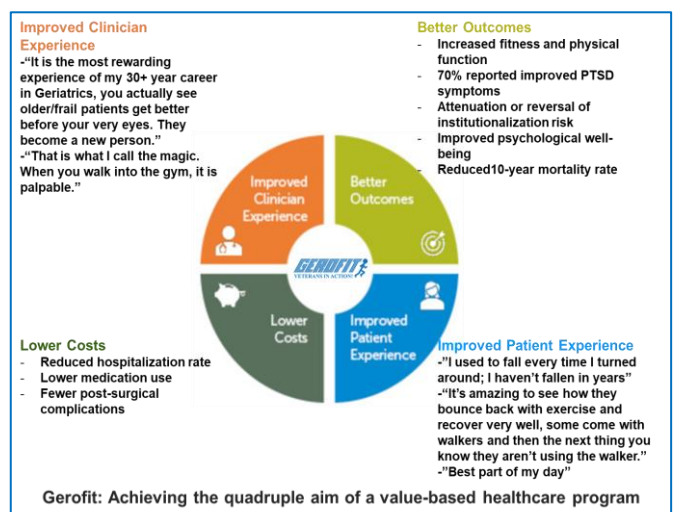 Improved Clinician
Experience
-“It is the most rewarding
experience of my 30+ year career
in Geriatrics, you actually see
older/frail patients get better
before your very eyes. They
become a new person.”
-“That is what I call the magic.
When you walk into the gym, it is
palpable.”
Better Outcomes
- Increased fitness and physical
function
- 70% reported improved PTSD
symptoms
- Attenuation or reversal of
institutionalization risk
- Improved psychological well-
being
- Reduced10-year mortality rate
Improved
Clinician
Experience
Better
Outcomes
GEROFIT
VETERANS IN ACTION!
Lower
Costs
Improved
Patient
Experience
Lower Costs
- Reduced hospitalization rate
- Lower medication use
- Fewer post-surgical
complications
Improved Patient Experience
-”I used to fall every time I turned
around; I haven’t fallen in years”
-“It’s amazing to see how they
bounce back with exercise and
recover very well, some come with
walkers and then the next thing you
know they aren’t using the walker.”
-”Best part of my day”
Gerofit: Achieving the quadruple aim of a value-based healthcare program